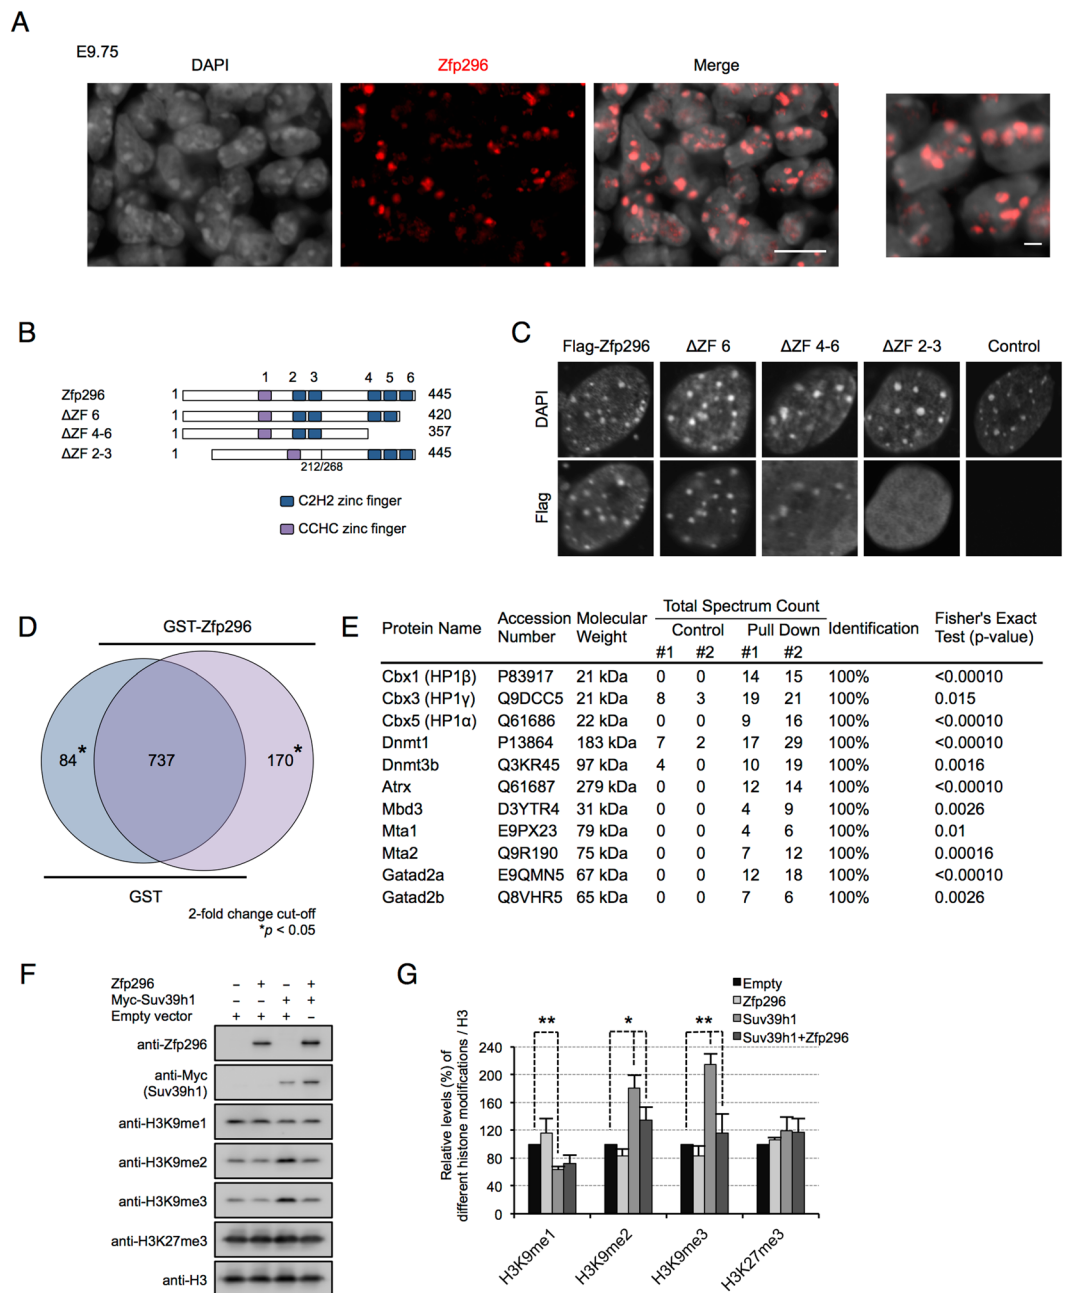 A
E9.75
DAPI
Zfp296
Merge
B
1 2 3 4 5 6
Zfp296 1 445
ΔZF 6 1 420
ΔZF 4-6 1 357
ΔZF 2-3 1 445
212/268
C2H2 zinc finger
CCHC zinc finger
C
Flag-Zfp296 ΔZF 6 ΔZF 4-6 ΔZF 2-3 Control
DAPI
Flag
D
GST-Zfp296
84* 737 170*
GST
2-fold change cut-off
*p < 0.05
E
Protein Name Accession Number Molecular Weight Total Spectrum Count Identification Fisher's Exact Test (p-value)
Control Pull Down
#1 #2 #1 #2
Cbx1 (HP1β) P83917 21 kDa 0 0 14 15 100% <0.00010
Cbx3 (HP1γ) Q9DCC5 21 kDa 8 3 19 21 100% 0.015
Cbx5 (HP1α) Q61686 22 kDa 0 0 9 16 100% <0.00010
Dnmt1 P13864 183 kDa 7 2 17 29 100% <0.00010
Dnmt3b Q3KR45 97 kDa 4 0 10 19 100% 0.0016
Atrx Q61687 279 kDa 0 0 12 14 100% <0.00010
Mbd3 D3YTR4 31 kDa 0 0 4 9 100% 0.0026
Mta1 E9PX23 79 kDa 0 0 4 6 100% 0.01
Mta2 Q9R190 75 kDa 0 0 7 12 100% 0.00016
Gatad2a E9QMN5 67 kDa 0 0 12 18 100% <0.00010
Gatad2b Q8VHR5 65 kDa 0 0 7 6 100% 0.0026
F
Zfp296 − + − +
Myc-Suv39h1 − − + +
Empty vector + + + −
anti-Zfp296
anti-Myc
(Suv39h1)
anti-H3K9me1
anti-H3K9me2
anti-H3K9me3
anti-H3K27me3
anti-H3
G
Empty
Zfp296
Suv39h1
Suv39h1+Zfp296
** * **
Relative levels (%) of
different histone modifications / H3
240
200
160
120
80
40
0
H3K9me1
H3K9me2
H3K9me3
H3K27me3